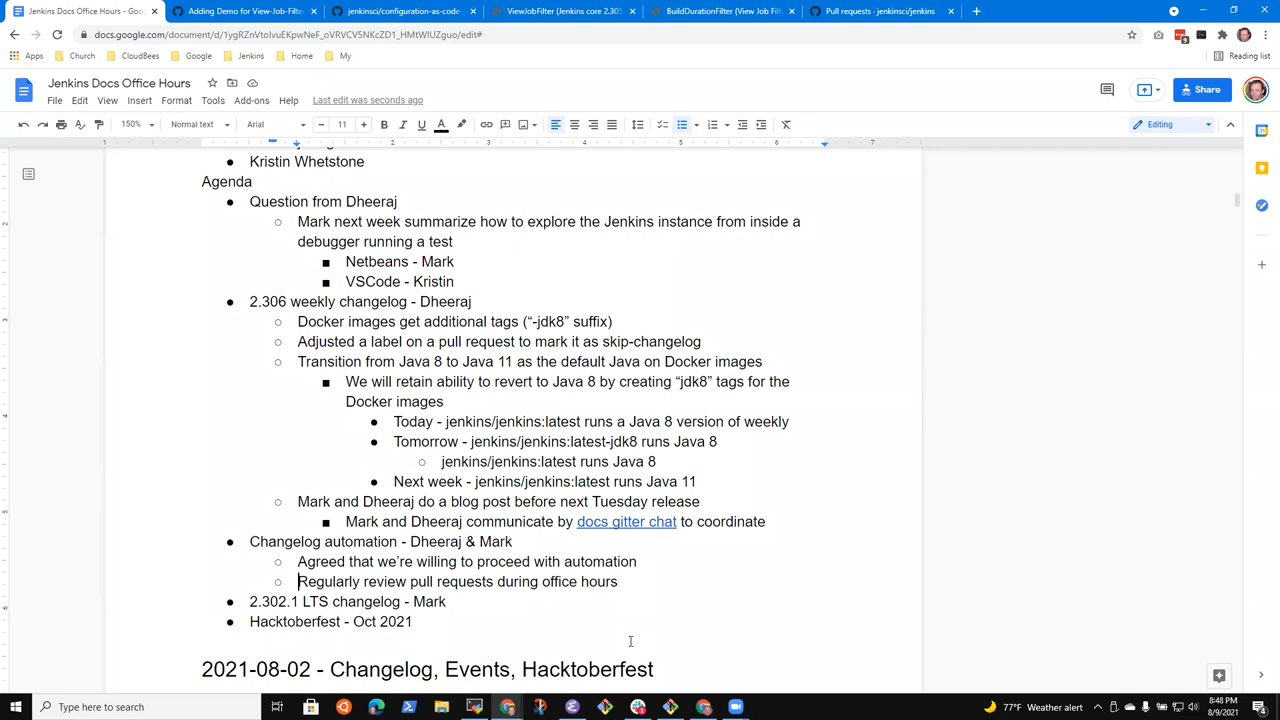 Jenkins Docs Office Hours - Goo
Adding Demo for View-Job-Filter
jenkinsci/configuration-as-code-
ViewJobFilter (Jenkins core 2.305
BuildDurationFilter (View Job Filt
Pull requests · jenkinsci/jenkins
docs.google.com/document/d/1ygRZnVtoIvuEKpwNeF_oVRVCV5NKcZD1_HMtWIUZguo/edit#
Apps
Church
CloudBees
Google
Jenkins
Home
My
Reading list
Jenkins Docs Office Hours
File Edit View Insert Format Tools Add-ons Help Last edit was seconds ago
Share
150% Normal text Arial 11 Editing
1 1 2 3 4 5 6 7
Kristin Whetstone
Agenda
● Question from Dheeraj
○ Mark next week summarize how to explore the Jenkins instance from inside a
debugger running a test
■ Netbeans - Mark
■ VSCode - Kristin
● 2.306 weekly changelog - Dheeraj
○ Docker images get additional tags (“-jdk8” suffix)
○ Adjusted a label on a pull request to mark it as skip-changelog
○ Transition from Java 8 to Java 11 as the default Java on Docker images
■ We will retain ability to revert to Java 8 by creating “jdk8” tags for the
Docker images
● Today - jenkins/jenkins:latest runs a Java 8 version of weekly
● Tomorrow - jenkins/jenkins:latest-jdk8 runs Java 8
○ jenkins/jenkins:latest runs Java 8
● Next week - jenkins/jenkins:latest runs Java 11
○ Mark and Dheeraj do a blog post before next Tuesday release
■ Mark and Dheeraj communicate by docs gitter chat to coordinate
● Changelog automation - Dheeraj & Mark
○ Agreed that we’re willing to proceed with automation
○ Regularly review pull requests during office hours
● 2.302.1 LTS changelog - Mark
● Hacktoberfest - Oct 2021
2021-08-02 - Changelog, Events, Hacktoberfest
Type here to search
77°F Weather alert
8:48 PM
8/9/2021